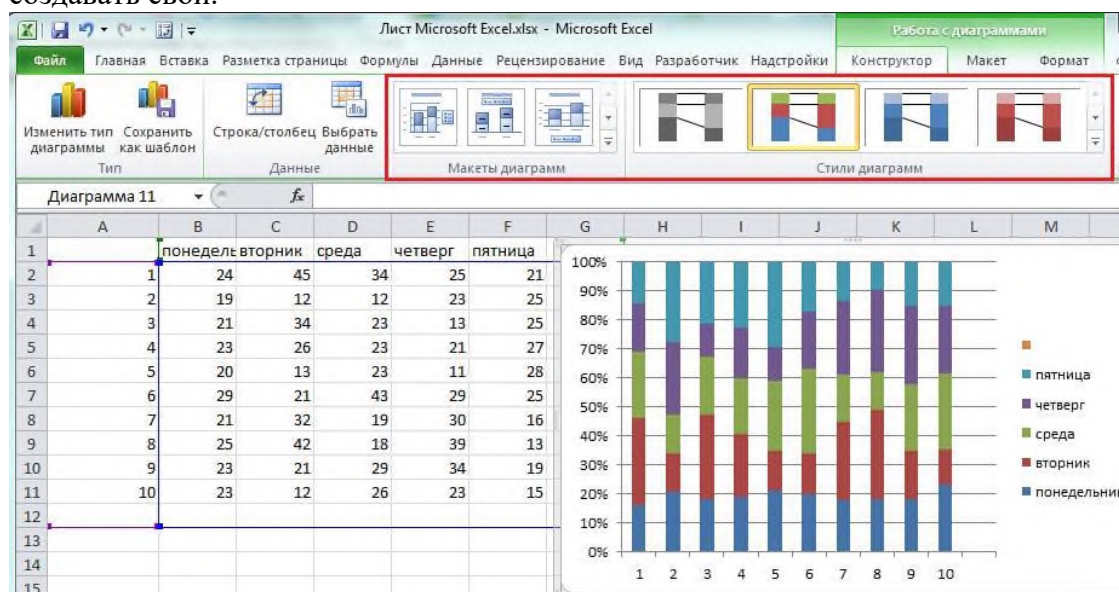 создавать свои.
Лист Microsoft Excel.xlsx - Microsoft Excel
Работа с диаграммами
Файл Главная Вставка Разметка страницы Формулы Данные Рецензирование Вид Разработчик Надстройки Конструктор Макет Формат
Изменить тип диаграммы
Сохранить как шаблон
Строка/столбец
Выбрать данные
Тип
Данные
Макеты диаграмм
Стили диаграмм
Диаграмма 11 fx
A B C D E F G H I J K L M
1 понедель вторник среда четверг пятница
2 1 24 45 34 25 21
3 2 19 12 12 23 25
4 3 21 34 23 13 25
5 4 23 26 23 21 27
6 5 20 13 23 11 28
7 6 29 21 43 29 25
8 7 21 32 19 30 16
9 8 25 42 18 39 13
10 9 23 21 29 34 19
11 10 23 12 26 23 15
12
13
14
15
100%
90%
80%
70%
60%
50%
40%
30%
20%
10%
0%
1 2 3 4 5 6 7 8 9 10
пятница
четверг
среда
вторник